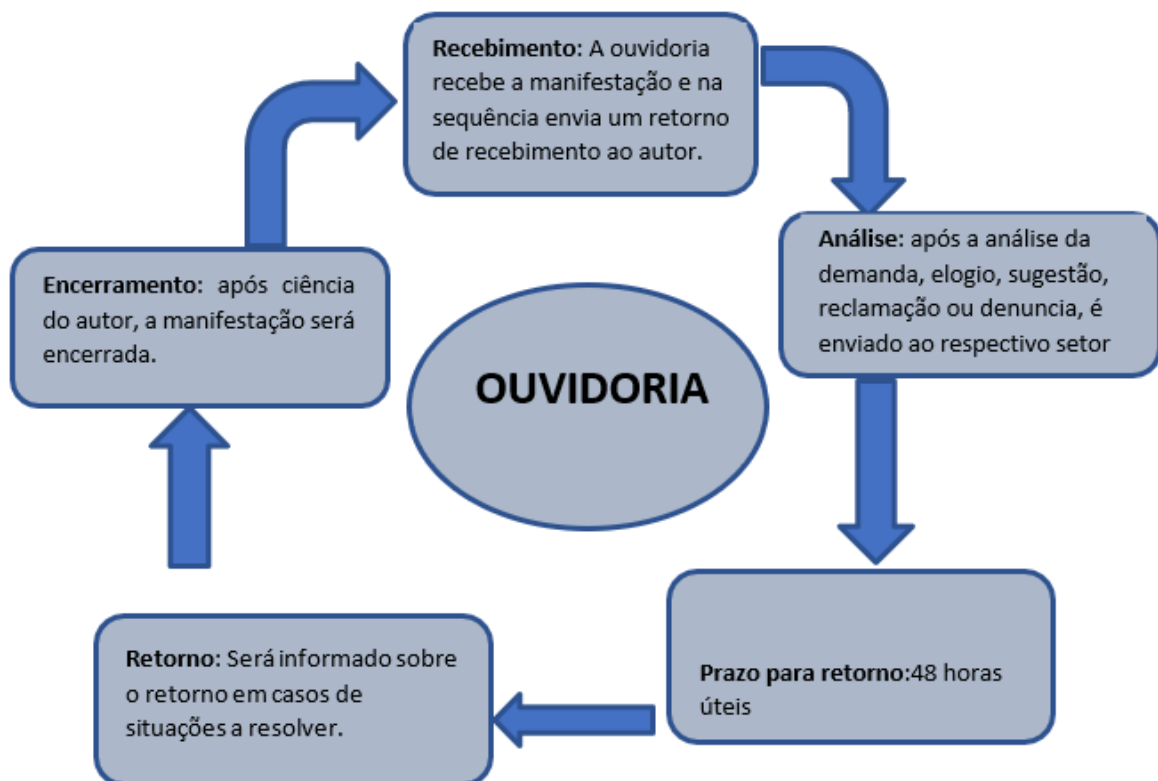 Recebimento: A ouvidoria
recebe a manifestação e na
sequência envia um retorno
de recebimento ao autor.
Análise: após a análise da
demanda, elogio, sugestão,
reclamação ou denuncia, é
enviado ao respectivo setor
Prazo para retorno:48 horas
úteis
Retorno: Será informado sobre
o retorno em casos de
situações a resolver.
Encerramento: após ciência
do autor, a manifestação será
encerrada.
OUVIDORIA